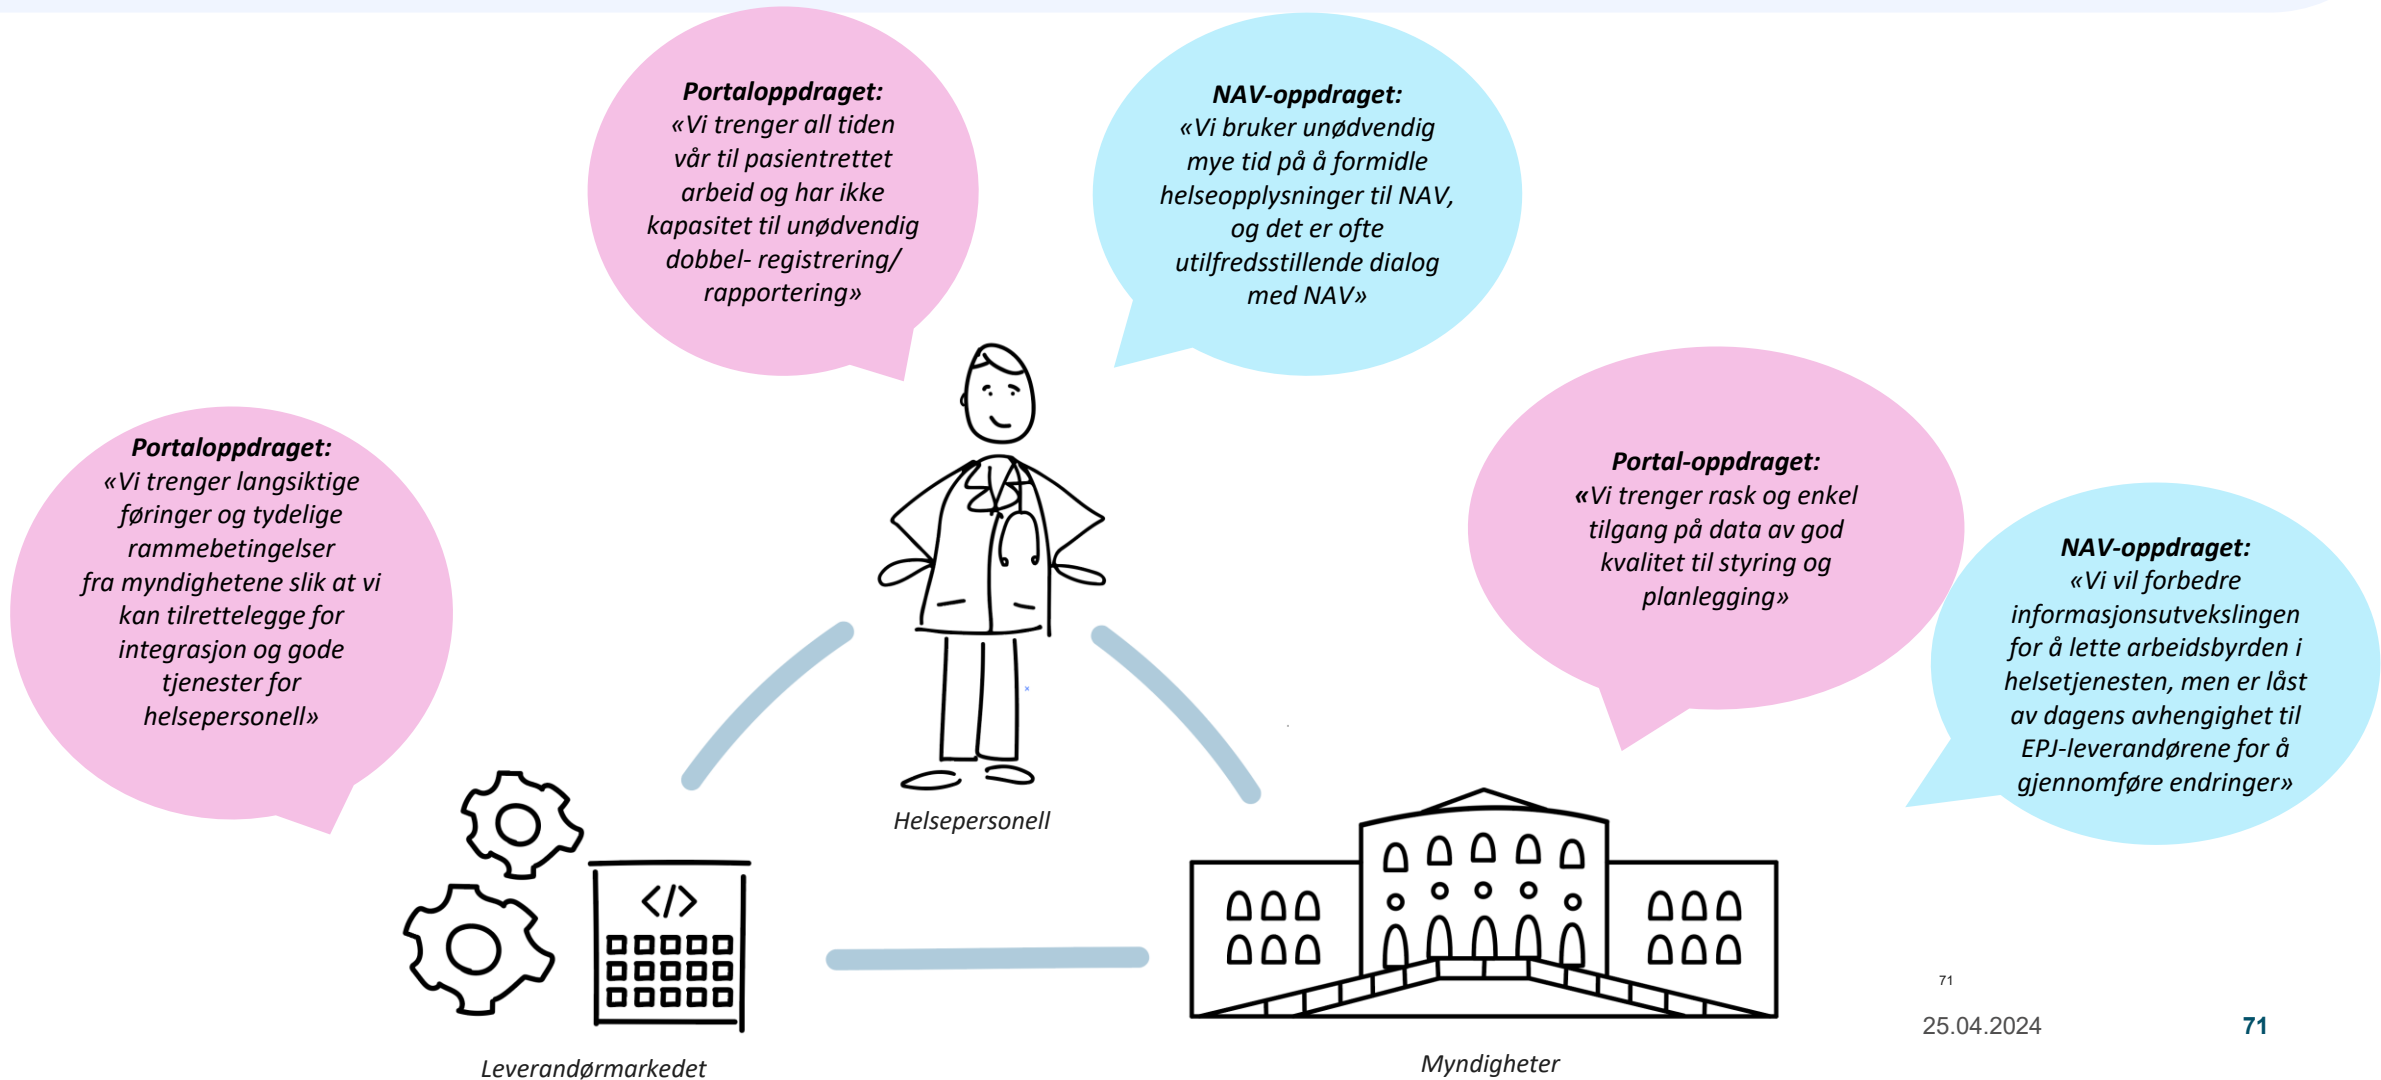 Portaloppdraget:
«Vi trenger all tiden
vår til pasientrettet
arbeid og har ikke
kapasitet til unødvendig
dobbel- registrering/
rapportering»
NAV-oppdraget:
«Vi bruker unødvendig
mye tid på å formidle
helseopplysninger til NAV,
og det er ofte
utilfredsstillende dialog
med NAV»
Portaloppdraget:
«Vi trenger langsiktige
føringer og tydelige
rammebetingelser
fra myndighetene slik at vi
kan tilrettelegge for
integrasjon og gode
tjenester for
helsepersonell»
Portal-oppdraget:
«Vi trenger rask og enkel
tilgang på data av god
kvalitet til styring og
planlegging»
NAV-oppdraget:
«Vi vil forbedre
informasjonsutvekslingen
for å lette arbeidsbyrden i
helsetjenesten, men er låst
av dagens avhengighet til
EPJ-leverandørene for å
gjennomføre endringer»
Helsepersonell
</>
Leverandørmarkedet
Myndigheter
71
25.04.2024
71